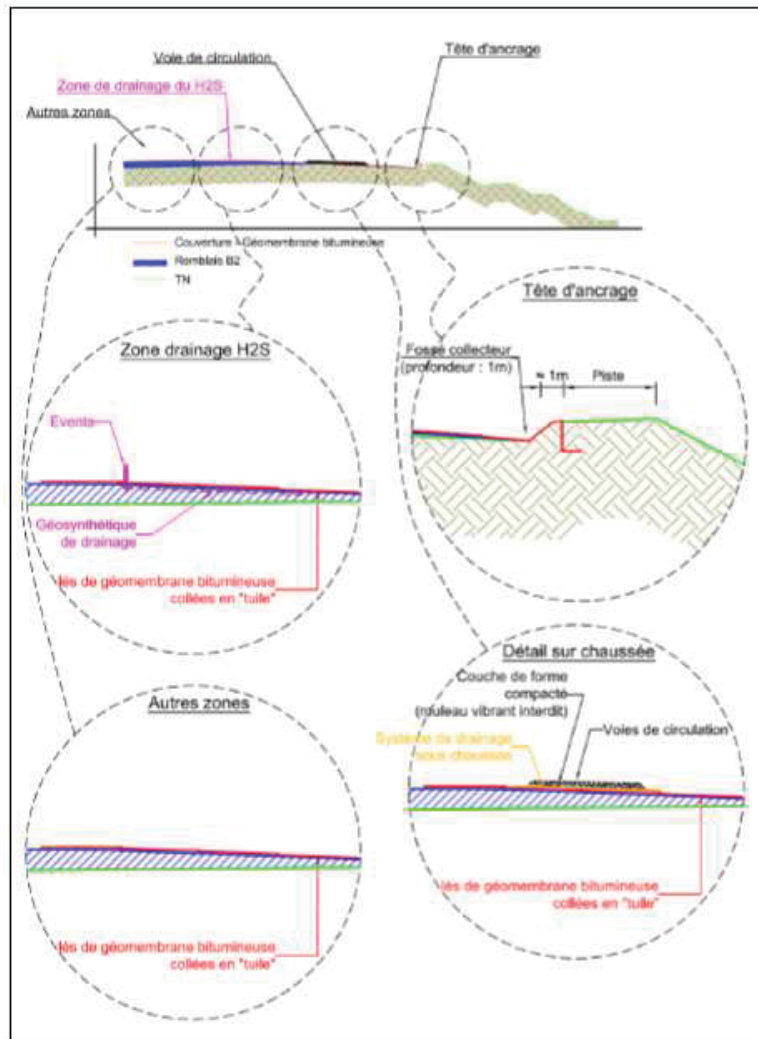 Tête d'ancrage
Voie de circulation
Zone de drainage du H2S
Autres zones
Couverture - Géomembrane bitumineuse
Remblais B2
TN
Tête d'ancrage
Zone drainage H2S
Fossé collecteur
(profondeur : 1m)
≈ 1m
Piste
Events
Géosynthétique
de drainage
lés de géomembrane bitumineuse
collées en "tuile"
Détail sur chaussée
Couche de forme
compacté
(rouleau vibrant interdit)
Autres zones
Système de drainage
sous chaussée
Voies de circulation
lés de géomembrane bitumineuse
collées en "tuile"
lés de géomembrane bitumineuse
collées en "tuile"